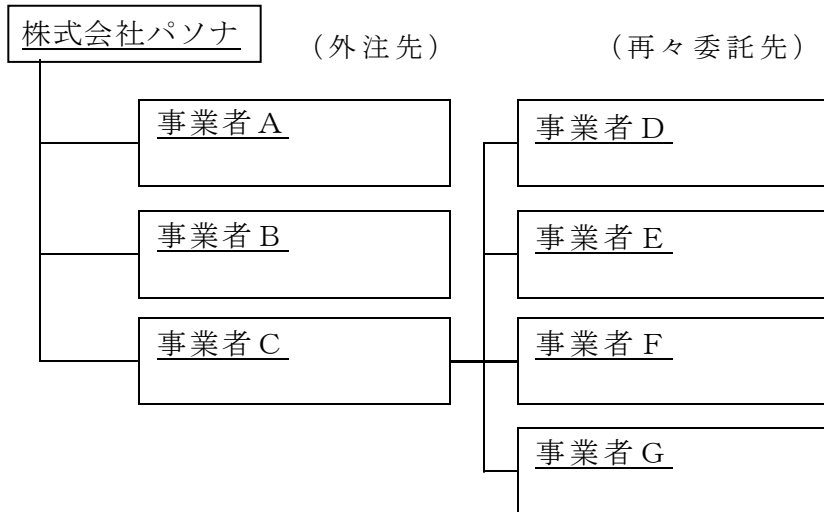 株式会社パソナ
（外注先）
（再々委託先）
事業者A
事業者D
事業者B
事業者E
事業者C
事業者F
事業者G